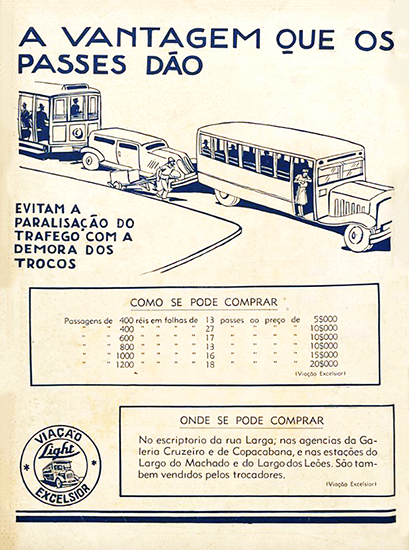 A VANTAGEM QUE OS
PASSES DÃO
EVITAM A
PARALISAÇÃO DO
TRAFEGO COM A
DEMORA DOS
TROCOS
COMO SE PODE COMPRAR
Passagens de 400 réis em folhas de 13 passes ao preço de 5$000
" " 400 " " " " 27 " " " " 10$000
" " 600 " " " " 17 " " " " 10$000
" " 800 " " " " 13 " " " " 10$000
" " 1000 " " " " 16 " " " " 15$000
" " 1200 " " " " 18 " " " " 20$000
(Viação Excelsior)
VIAÇÃO
Light
EXCELSIOR
ONDE SE PODE COMPRAR
No escriptorio da rua Larga; nas agencias da Ga-
leria Cruzeiro e de Copacabana, e nas estações do
Largo do Machado e do Largo dos Leões. São tam-
bem vendidos pelos trocadores.
(Viação Excelsior)